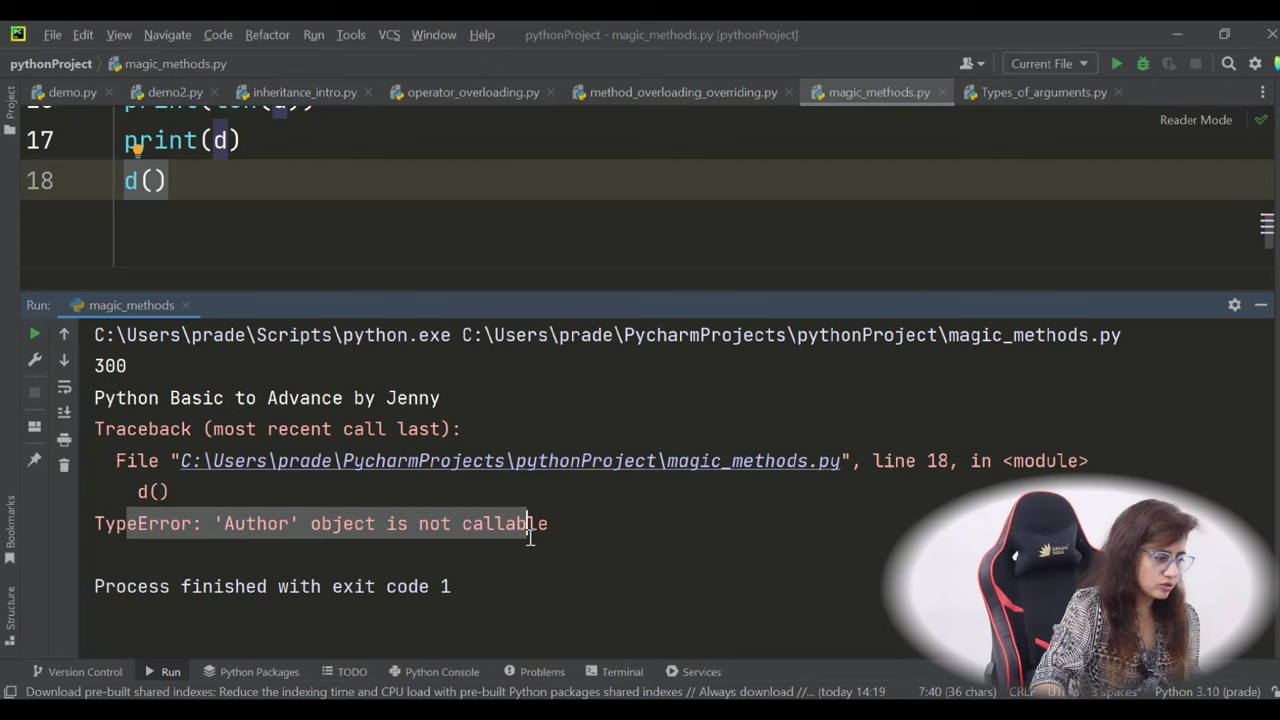 PC File Edit View Navigate Code Refactor Run Tools VCS Window Help pythonProject - magic_methods.py [pythonProject]
pythonProject magic_methods.py Current File
demo.py demo2.py inheritance_intro.py operator_overloading.py method_overloading_overriding.py magic_methods.py Types_of_arguments.py
Project
Reader Mode
17 print(d)
18 d()
Run: magic_methods
C:\Users\prade\Scripts\python.exe C:\Users\prade\PycharmProjects\pythonProject\magic_methods.py
300
Python Basic to Advance by Jenny
Traceback (most recent call last):
File "C:\Users\prade\PycharmProjects\pythonProject\magic_methods.py", line 18, in <module>
d()
TypeError: 'Author' object is not callable
Process finished with exit code 1
Bookmarks
Structure
GREEN SOUL
Version Control Run Python Packages TODO Python Console Problems Terminal Services
Download pre-built shared indexes: Reduce the indexing time and CPU load with pre-built Python packages shared indexes // Always download //... (today 14:19) 7:40 (36 chars) Python 3.10 (prade)